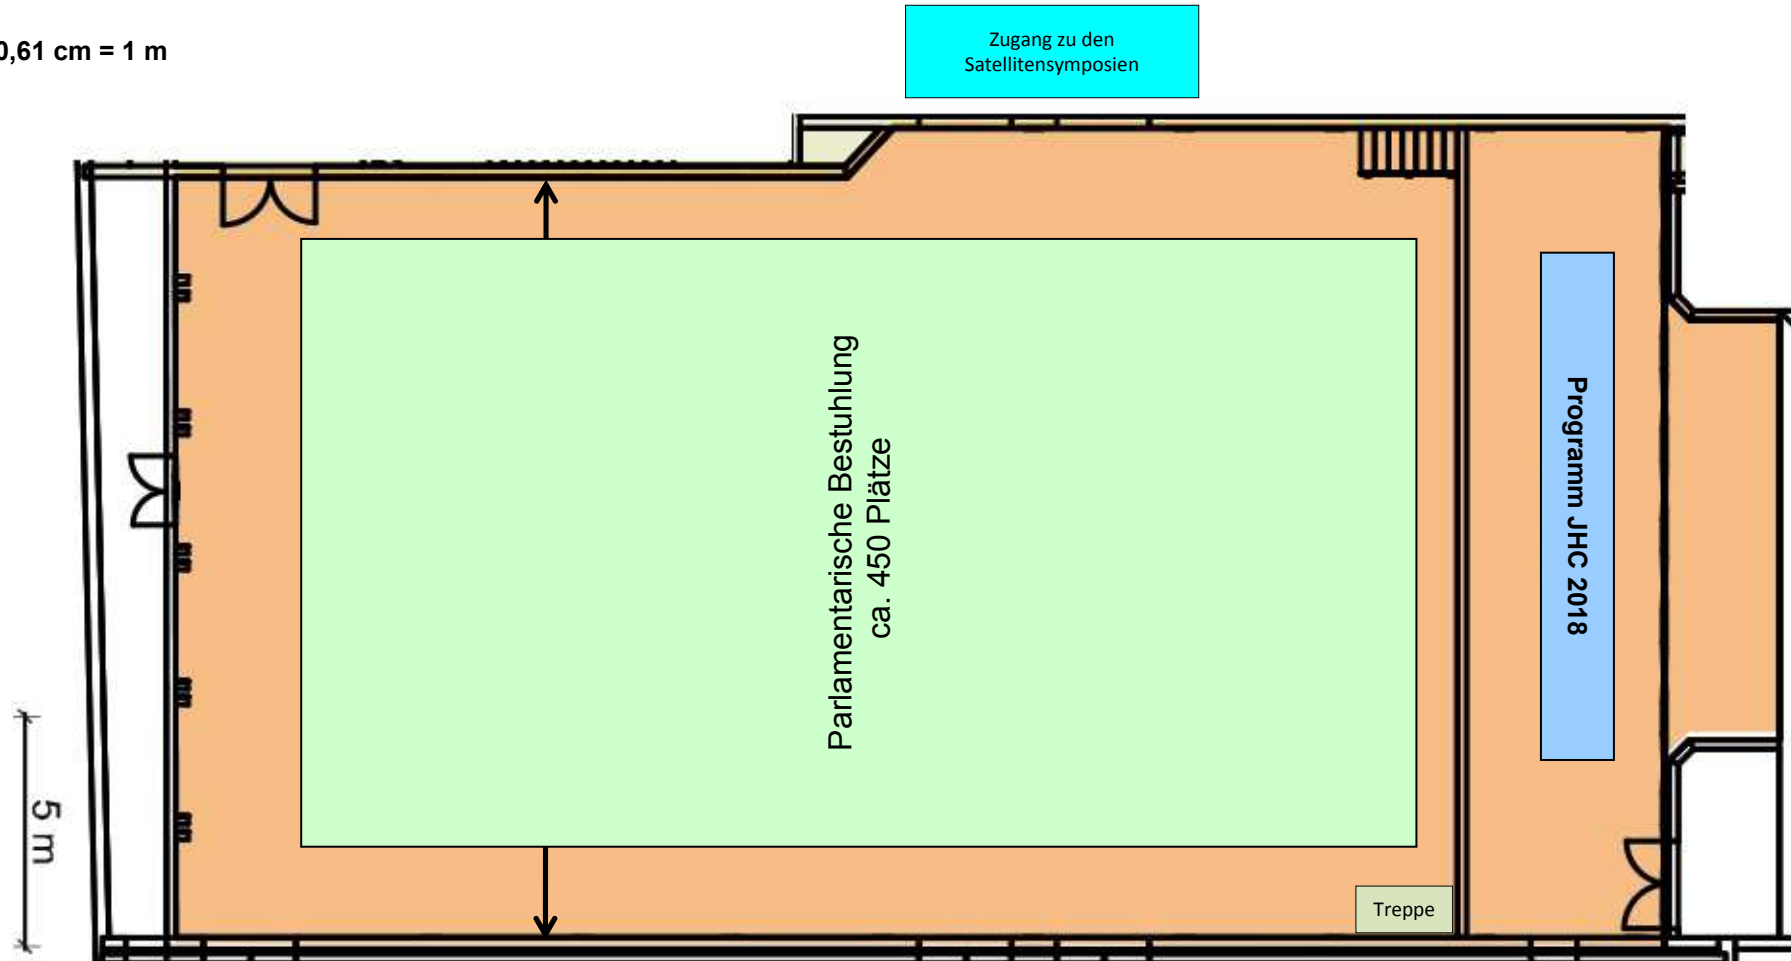 0,61 cm = 1 m
Zugang zu den
Satellitensymposien
Parlamentarische Bestuhlung
ca. 450 Plätze
Programm JHC 2018
5 m
Treppe